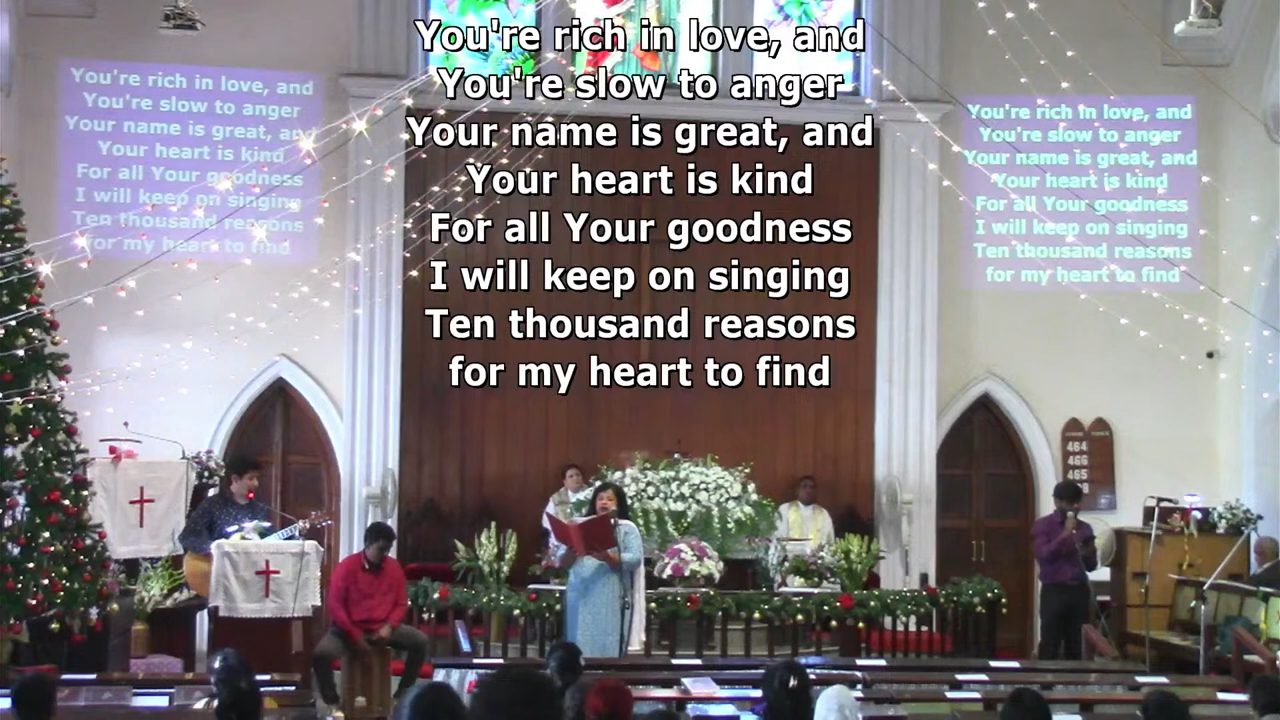 You're rich in love, and
You're slow to anger
Your name is great, and
Your heart is kind
For all Your goodness
I will keep on singing
Ten thousand reasons
for my heart to find
You're rich in love, and
You're slow to anger
Your name is great, and
Your heart is kind
For all Your goodness
I will keep on singing
Ten thousand reasons
for my heart to find
You're rich in love, and
You're slow to anger
Your name is great, and
Your heart is kind
For all Your goodness
I will keep on singing
Ten thousand reasons
for my heart to find
464
466
465